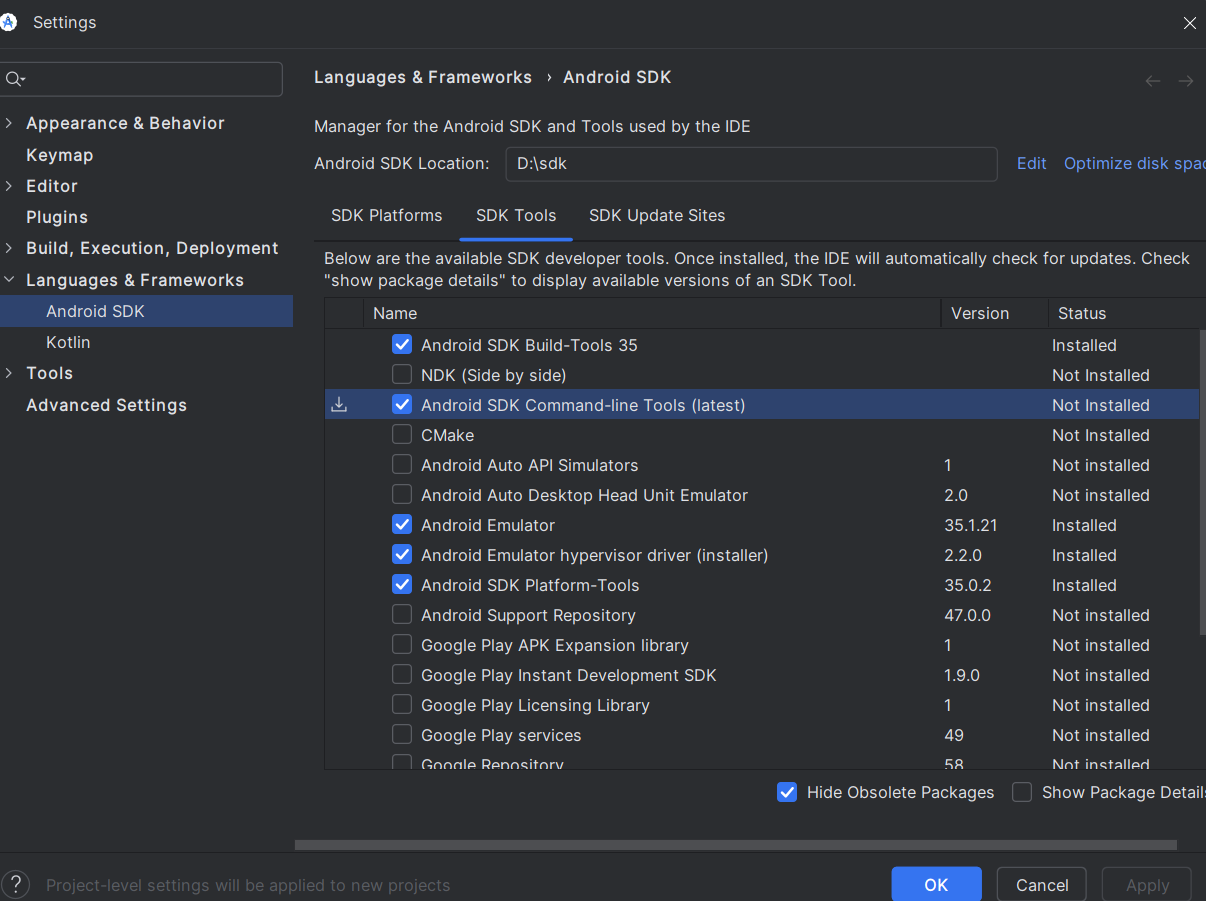 Settings
Languages & Frameworks › Android SDK
Appearance & Behavior
Keymap
Editor
Plugins
Build, Execution, Deployment
Languages & Frameworks
Android SDK
Kotlin
Tools
Advanced Settings
Manager for the Android SDK and Tools used by the IDE
Android SDK Location: D:\sdk Edit Optimize disk spac
SDK Platforms SDK Tools SDK Update Sites
Below are the available SDK developer tools. Once installed, the IDE will automatically check for updates. Check
"show package details" to display available versions of an SDK Tool.
Name Version Status
Android SDK Build-Tools 35 Installed
NDK (Side by side) Not Installed
Android SDK Command-line Tools (latest) Not Installed
CMake Not Installed
Android Auto API Simulators 1 Not installed
Android Auto Desktop Head Unit Emulator 2.0 Not installed
Android Emulator 35.1.21 Installed
Android Emulator hypervisor driver (installer) 2.2.0 Installed
Android SDK Platform-Tools 35.0.2 Installed
Android Support Repository 47.0.0 Not installed
Google Play APK Expansion library 1 Not installed
Google Play Instant Development SDK 1.9.0 Not installed
Google Play Licensing Library 1 Not installed
Google Play services 49 Not installed
Google Repository 58 Not installed
Hide Obsolete Packages Show Package Details
? Project-level settings will be applied to new projects
OK Cancel Apply